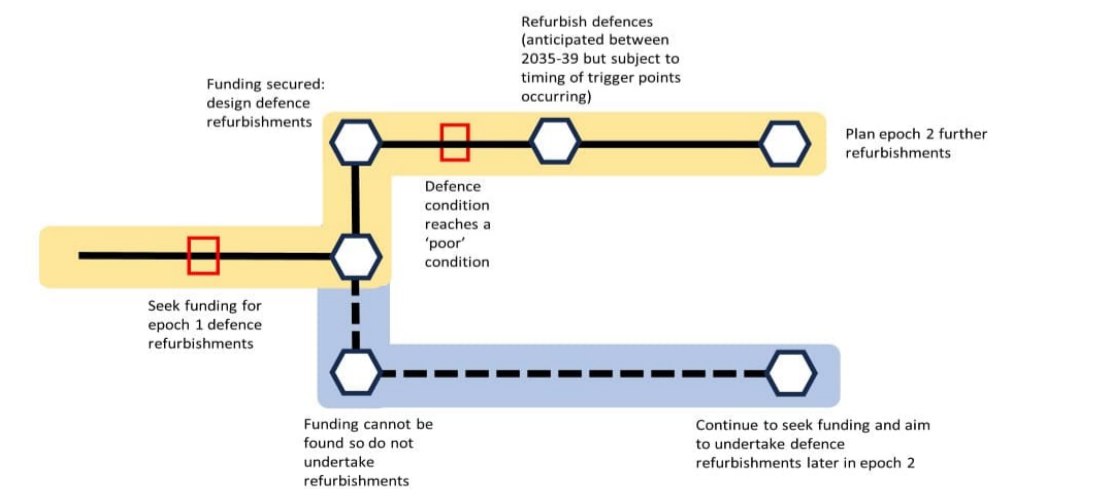 Refurbish defences
(anticipated between
2035-39 but subject to
timing of trigger points
occurring)
Funding secured:
design defence
refurbishments
Plan epoch 2 further
refurbishments
Defence
condition
reaches a
‘poor’
condition
Seek funding for
epoch 1 defence
refurbishments
Funding cannot be
found so do not
undertake
refurbishments
Continue to seek funding and aim
to undertake defence
refurbishments later in epoch 2